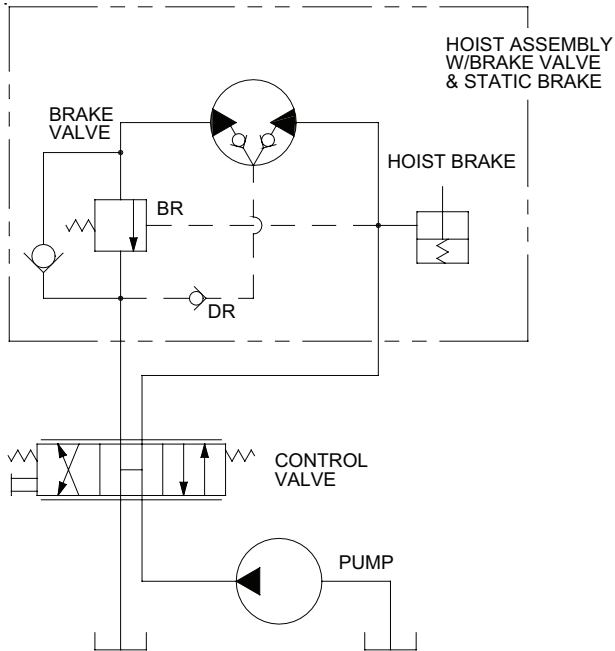 HOIST ASSEMBLY
W/BRAKE VALVE
& STATIC BRAKE
BRAKE
VALVE
HOIST BRAKE
BR
DR
CONTROL
VALVE
PUMP